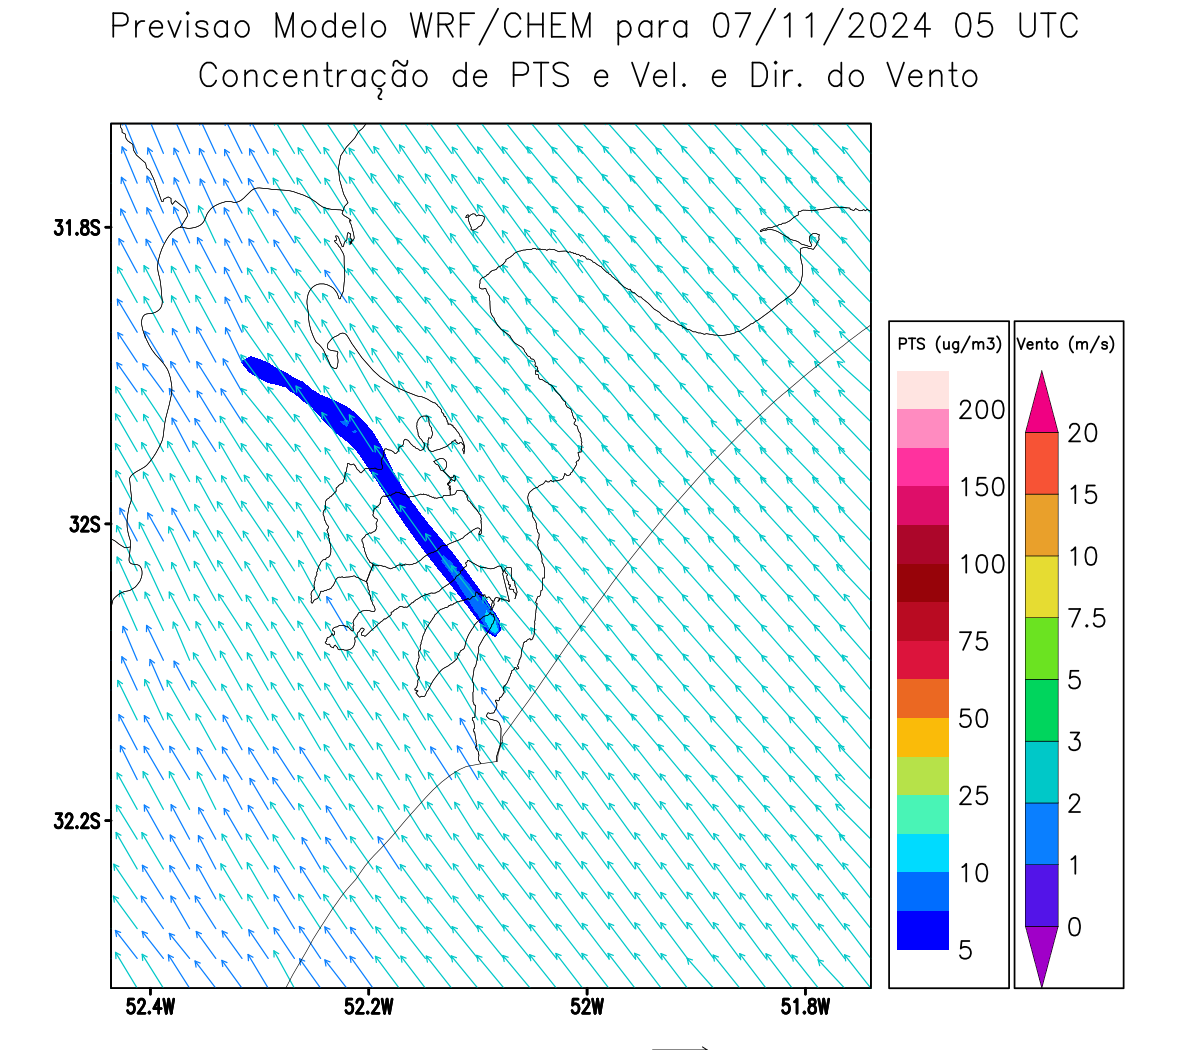 Previsao Modelo WRF/CHEM para 07/11/2024 05 UTC
Concentração de PTS e Vel. e Dir. do Vento
31.8S
32S
32.2S
52.4W 52.2W 52W 51.8W
PTS (ug/m3)
200
150
100
75
50
25
10
5
Vento (m/s)
20
15
10
7.5
5
3
2
1
0